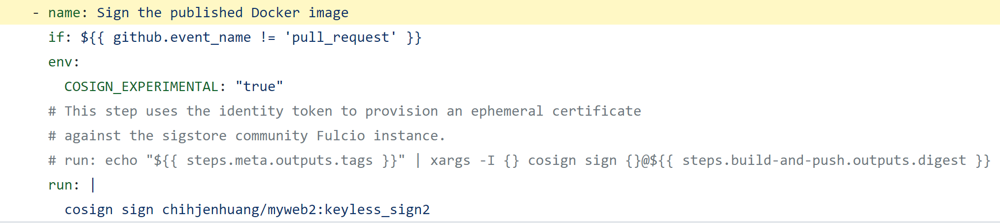 - name: Sign the published Docker image
if: ${{ github.event_name != 'pull_request' }}
env:
COSIGN_EXPERIMENTAL: "true"
# This step uses the identity token to provision an ephemeral certificate
# against the sigstore community Fulcio instance.
# run: echo "${{ steps.meta.outputs.tags }}" | xargs -I {} cosign sign {}@${{ steps.build-and-push.outputs.digest }}
run: |
cosign sign chihjenhuang/myweb2:keyless_sign2